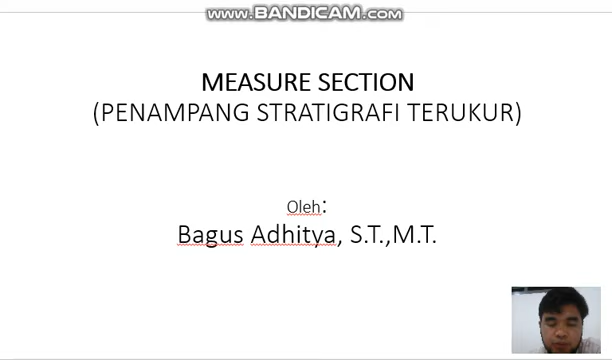 www.BANDICAM.com
MEASURE SECTION
(PENAMPANG STRATIGRAFI TERUKUR)
Oleh:
Bagus Adhitya, S.T.,M.T.